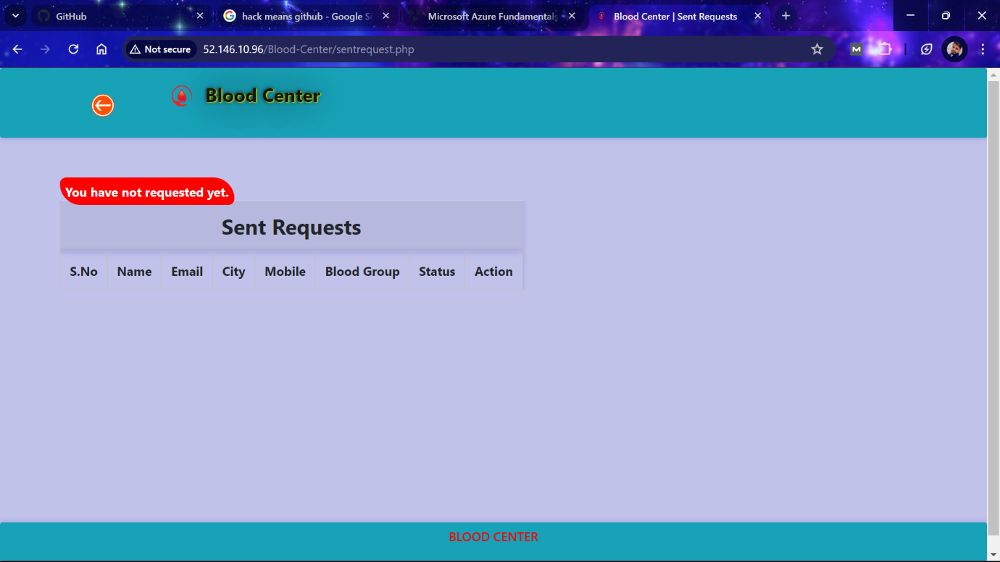 GitHub
hack means github - Google S
Microsoft Azure Fundamentals
Blood Center | Sent Requests
Not secure
52.146.10.96/Blood-Center/sentrequest.php
Blood Center
You have not requested yet.
Sent Requests
S.No Name Email City Mobile Blood Group Status Action
BLOOD CENTER